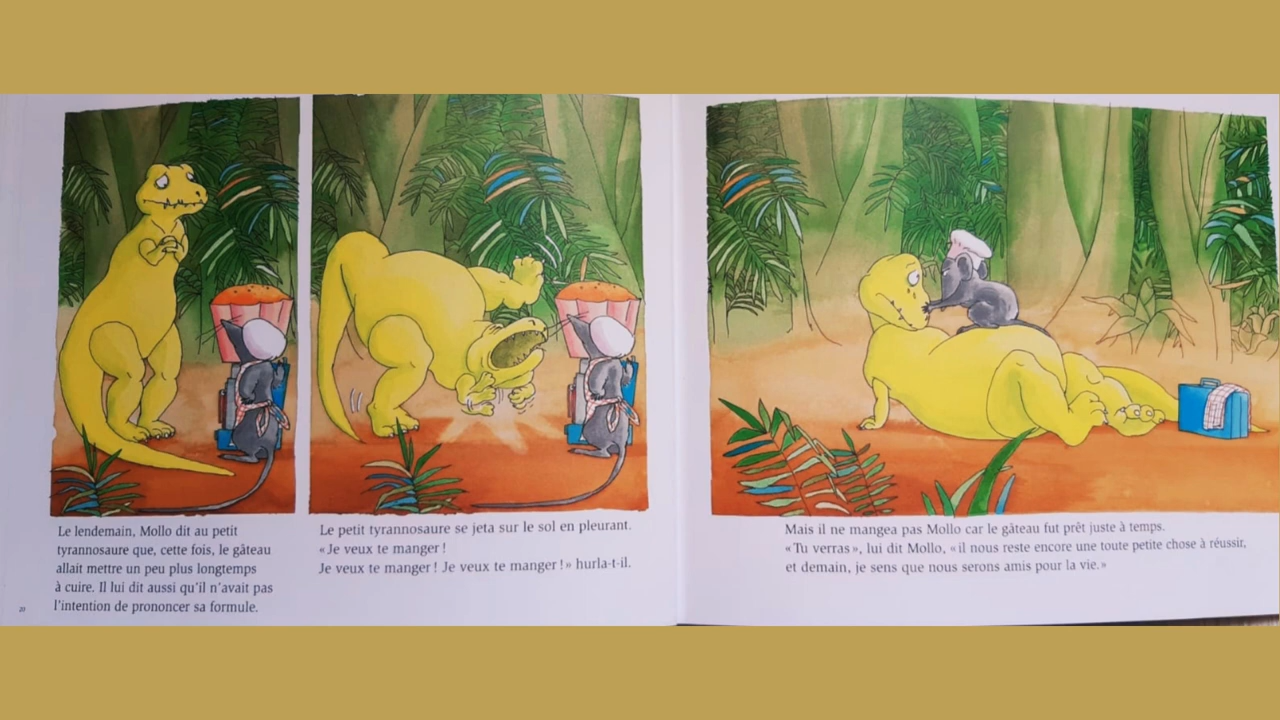 Le lendemain, Mollo dit au petit
tyrannosaure que, cette fois, le gâteau
allait mettre un peu plus longtemps
à cuire. Il lui dit aussi qu'il n'avait pas
l'intention de prononcer sa formule.
Le petit tyrannosaure se jeta sur le sol en pleurant.
« Je veux te manger !
Je veux te manger ! Je veux te manger ! » hurla-t-il.
Mais il ne mangea pas Mollo car le gâteau fut prêt juste à temps.
« Tu verras », lui dit Mollo, « il nous reste encore une toute petite chose à réussir,
et demain, je sens que nous serons amis pour la vie. »